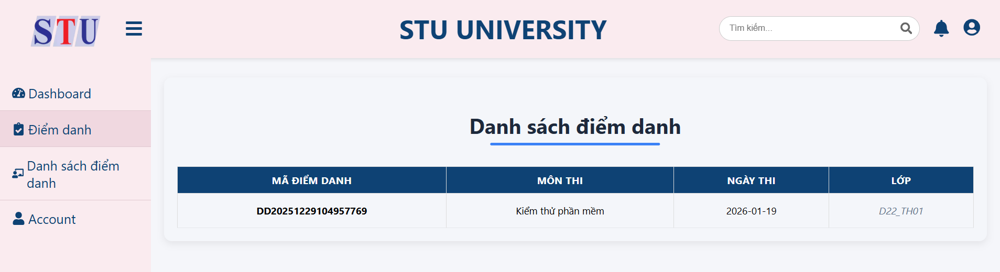 STU
STU UNIVERSITY
Tìm kiếm...
Dashboard
Điểm danh
Danh sách điểm
danh
Account
Danh sách điểm danh
MÃ ĐIỂM DANH MÔN THI NGÀY THI LỚP
DD20251229104957769 Kiểm thử phần mềm 2026-01-19 D22_TH01